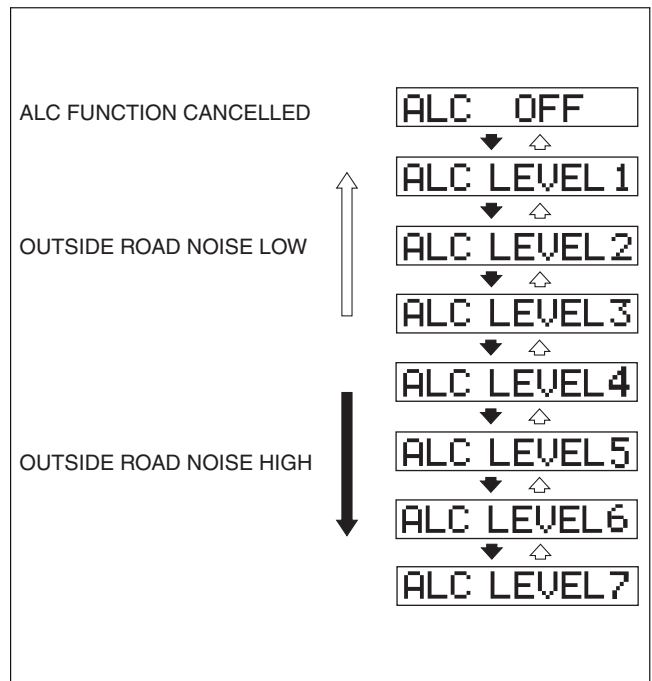 ALC FUNCTION CANCELLED
ALC OFF
ALC LEVEL1
OUTSIDE ROAD NOISE LOW
ALC LEVEL2
ALC LEVEL3
ALC LEVEL4
OUTSIDE ROAD NOISE HIGH
ALC LEVEL5
ALC LEVEL6
ALC LEVEL7